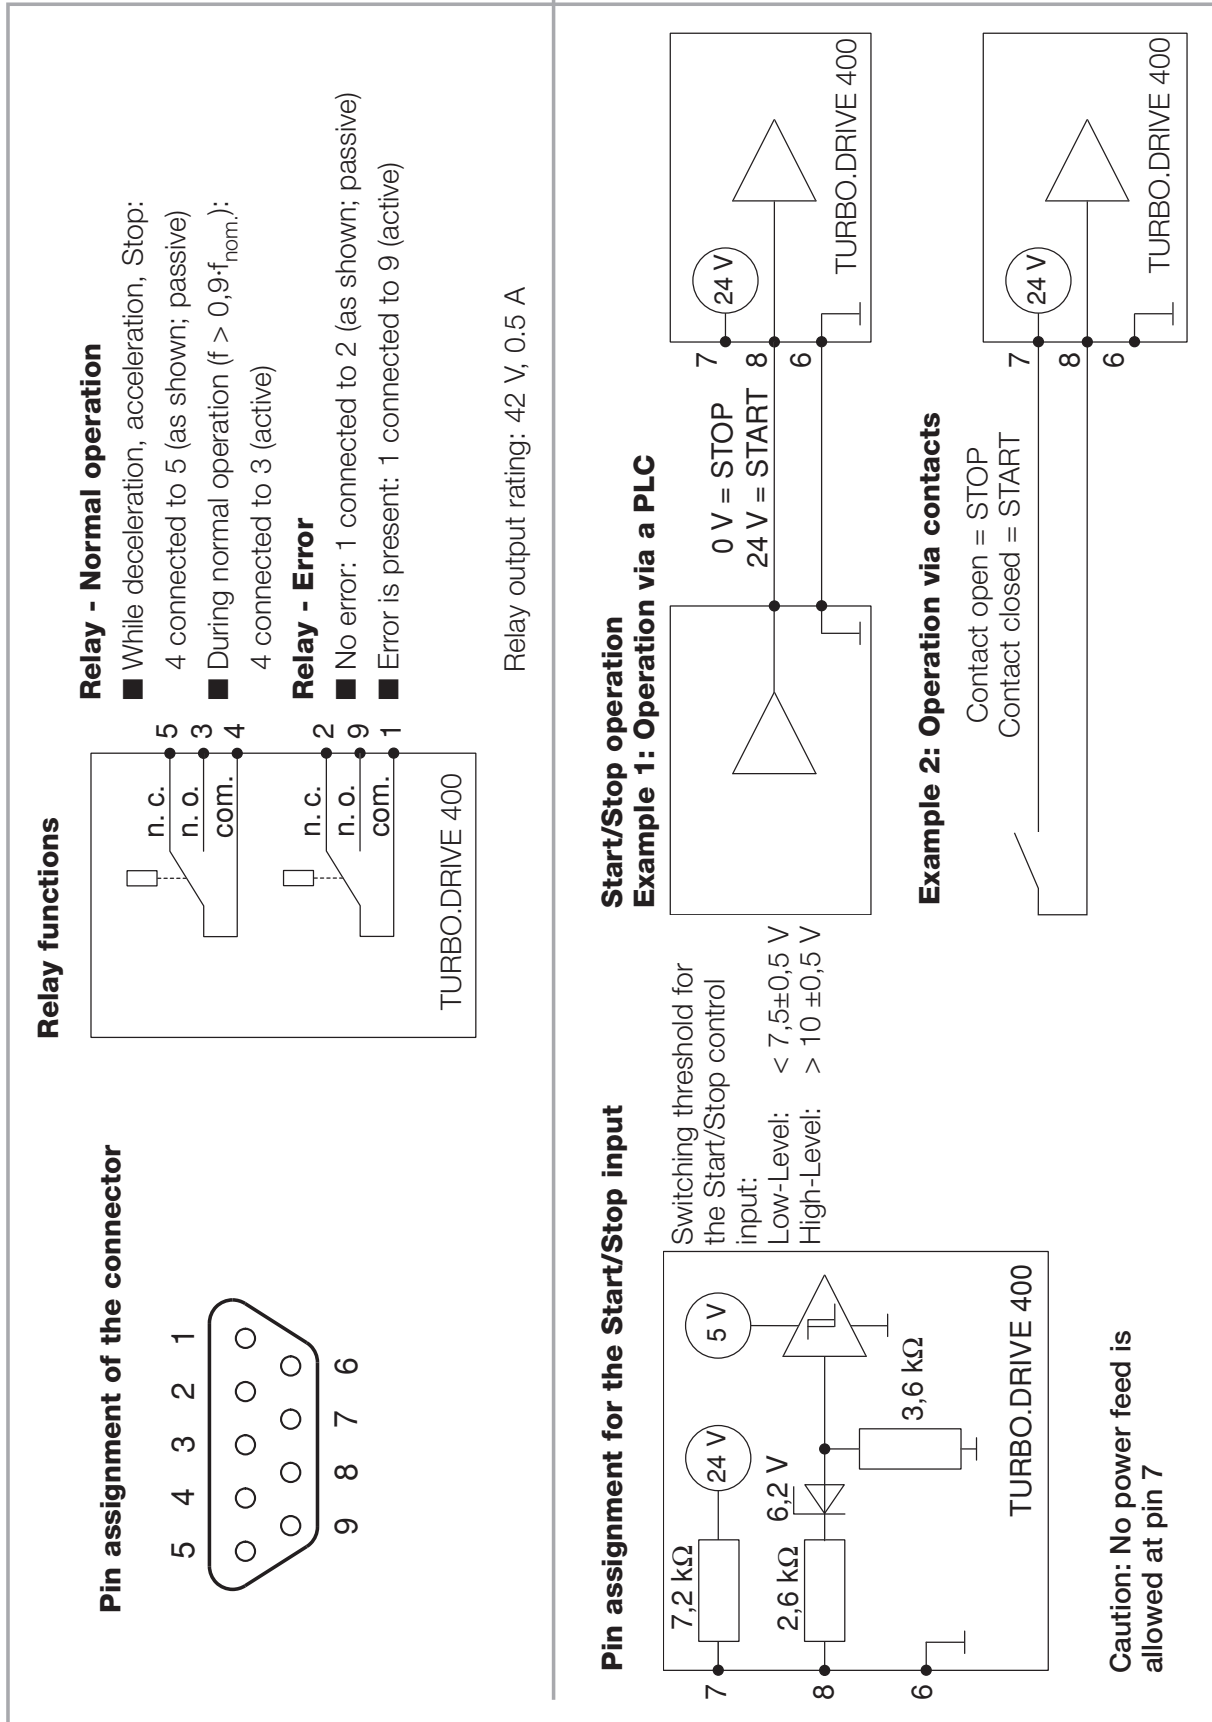 Pin assignment of the connector
5 4 3 2 1
9 8 7 6
Relay functions
n. c.
n. o.
com.
5
3
4
n. c.
n. o.
com.
2
9
1
TURBO.DRIVE 400
Relay - Normal operation
■ While deceleration, acceleration, Stop:
4 connected to 5 (as shown; passive)
■ During normal operation (f > 0,9·fnom.):
4 connected to 3 (active)
Relay - Error
■ No error: 1 connected to 2 (as shown; passive)
■ Error is present: 1 connected to 9 (active)
Relay output rating: 42 V, 0.5 A
Pin assignment for the Start/Stop input
7
8
6
7,2 kΩ
24 V
5 V
2,6 kΩ
6,2 V
3,6 kΩ
TURBO.DRIVE 400
Switching threshold for
the Start/Stop control
input:
Low-Level: < 7,5±0,5 V
High-Level: > 10 ±0,5 V
Caution: No power feed is
allowed at pin 7
Start/Stop operation
Example 1: Operation via a PLC
0 V = STOP
24 V = START
7
8
6
24 V
TURBO.DRIVE 400
Example 2: Operation via contacts
Contact open = STOP
Contact closed = START
7
8
6
24 V
TURBO.DRIVE 400